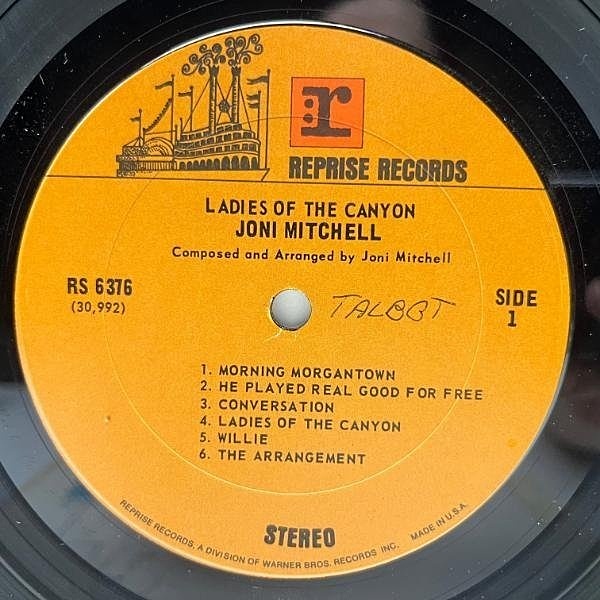 r
REPRISE RECORDS
LADIES OF THE CANYON
JONI MITCHELL
Composed and Arranged by Joni Mitchell
RS 6376
(30,992)
TALBOT
SIDE
1
1. MORNING MORGANTOWN
2. HE PLAYED REAL GOOD FOR FREE
3. CONVERSATION
4. LADIES OF THE CANYON
5. WILLIE
6. THE ARRANGEMENT
STEREO
REPRISE RECORDS, A DIVISION OF WARNER BROS. RECORDS INC. MADE IN U.S.A.